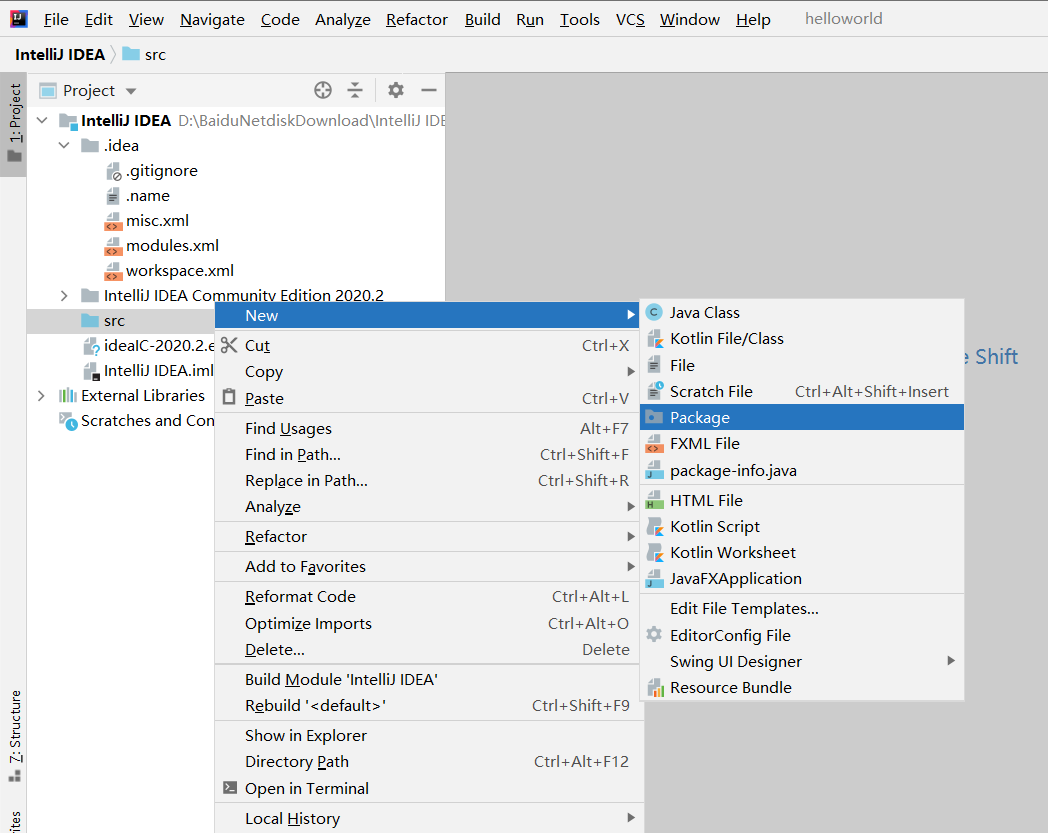 File Edit View Navigate Code Analyze Refactor Build Run Tools VCS Window Help helloworld
IntelliJ IDEA src
1: Project
Project
IntelliJ IDEA D:\BaiduNetdiskDownload\IntelliJ IDE
.idea
.gitignore
.name
misc.xml
modules.xml
workspace.xml
IntelliJ IDEA Community Edition 2020.2
src
ideaIC-2020.2.e
IntelliJ IDEA.iml
External Libraries
Scratches and Con
New
Cut Ctrl+X
Copy
Paste Ctrl+V
Find Usages Alt+F7
Find in Path... Ctrl+Shift+F
Replace in Path... Ctrl+Shift+R
Analyze
Refactor
Add to Favorites
Reformat Code Ctrl+Alt+L
Optimize Imports Ctrl+Alt+O
Delete... Delete
Build Module 'IntelliJ IDEA'
Rebuild '<default>' Ctrl+Shift+F9
Show in Explorer
Directory Path Ctrl+Alt+F12
Open in Terminal
Local History
Java Class
Kotlin File/Class
File
Scratch File Ctrl+Alt+Shift+Insert
Package
FXML File
package-info.java
HTML File
Kotlin Script
Kotlin Worksheet
JavaFXApplication
Edit File Templates...
EditorConfig File
Swing UI Designer
Resource Bundle
e Shift
7: Structure